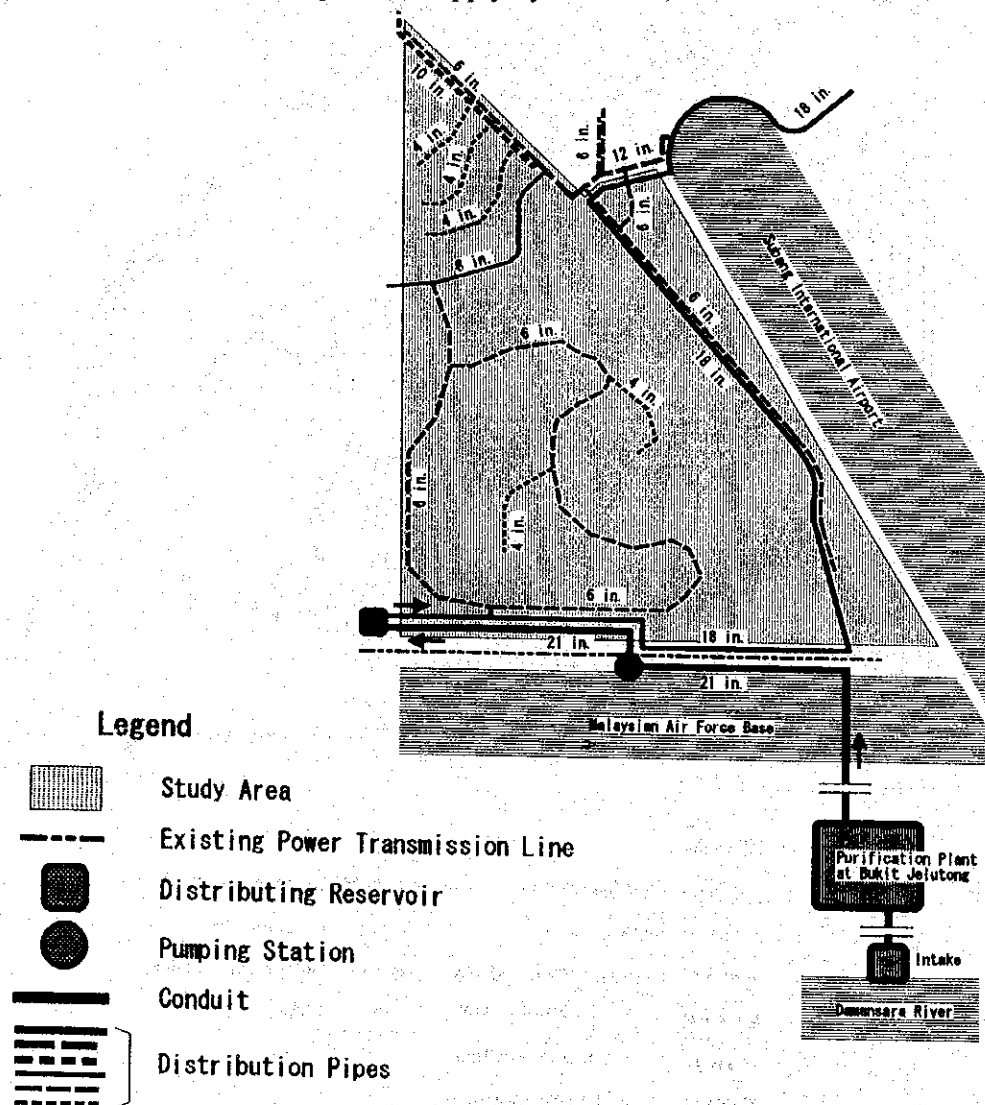 6 in.
10 in.
4 in.
4 in.
4 in.
6 in.
12 in.
18 in.
6 in.
8 in.
Subang International Airport
6 in.
18 in.
6 in.
4 in.
6 in.
4 in.
6 in.
21 in.
18 in.
21 in.
Malaysian Air Force Base
Legend
Study Area
Existing Power Transmission Line
Distributing Reservoir
Pumping Station
Conduit
Distribution Pipes
Purification Plant
at Bukit Jelutong
Intake
Damansara River